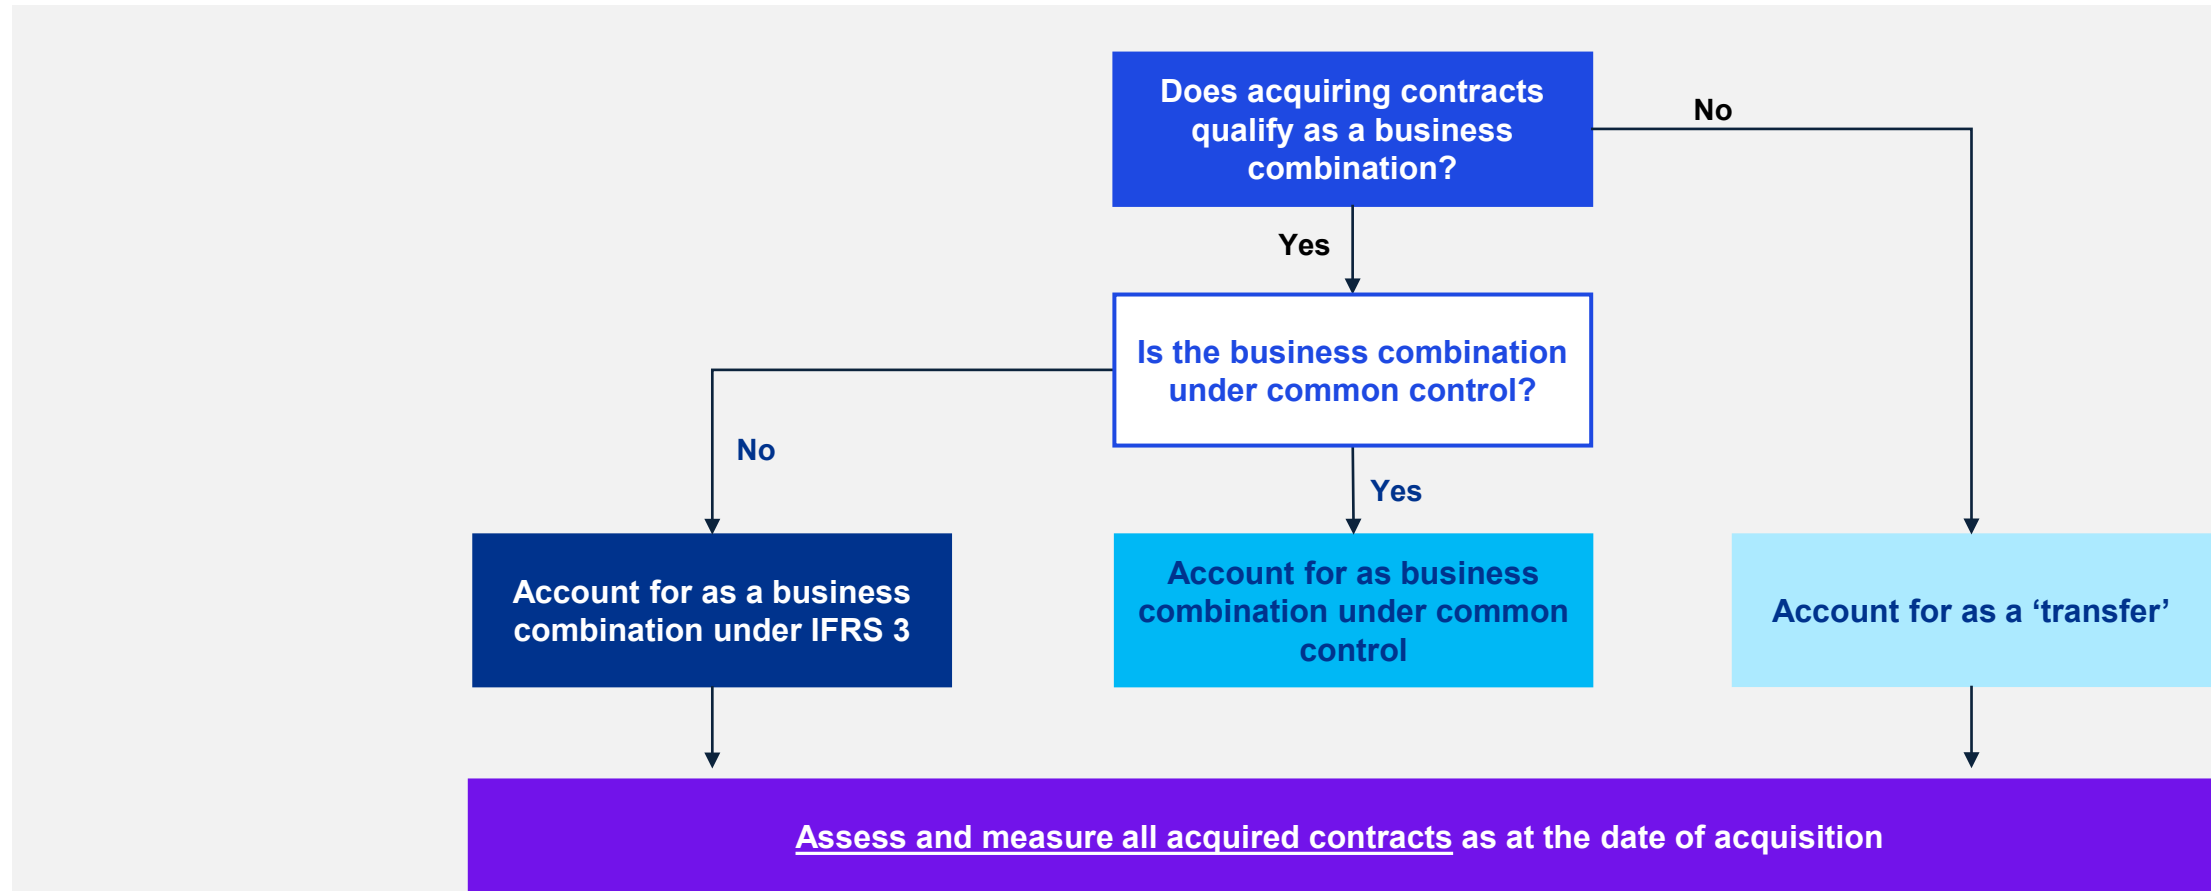 Does acquiring contracts
qualify as a business
combination?
No
Yes
Is the business combination
under common control?
No
Yes
Account for as a business
combination under IFRS 3
Account for as business
combination under common
control
Account for as a ‘transfer’
Assess and measure all acquired contracts as at the date of acquisition